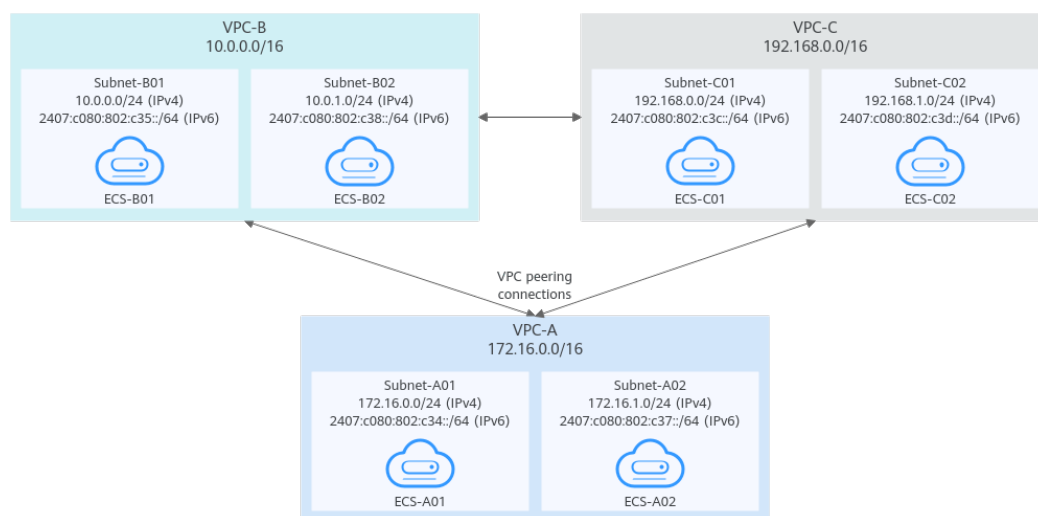 VPC-B
10.0.0.0/16
Subnet-B01
10.0.0.0/24 (IPv4)
2407:c080:802:c35::/64 (IPv6)
ECS-B01
Subnet-B02
10.0.1.0/24 (IPv4)
2407:c080:802:c38::/64 (IPv6)
ECS-B02
VPC-C
192.168.0.0/16
Subnet-C01
192.168.0.0/24 (IPv4)
2407:c080:802:c3c::/64 (IPv6)
ECS-C01
Subnet-C02
192.168.1.0/24 (IPv4)
2407:c080:802:c3d::/64 (IPv6)
ECS-C02
VPC peering
connections
VPC-A
172.16.0.0/16
Subnet-A01
172.16.0.0/24 (IPv4)
2407:c080:802:c34::/64 (IPv6)
ECS-A01
Subnet-A02
172.16.1.0/24 (IPv4)
2407:c080:802:c37::/64 (IPv6)
ECS-A02